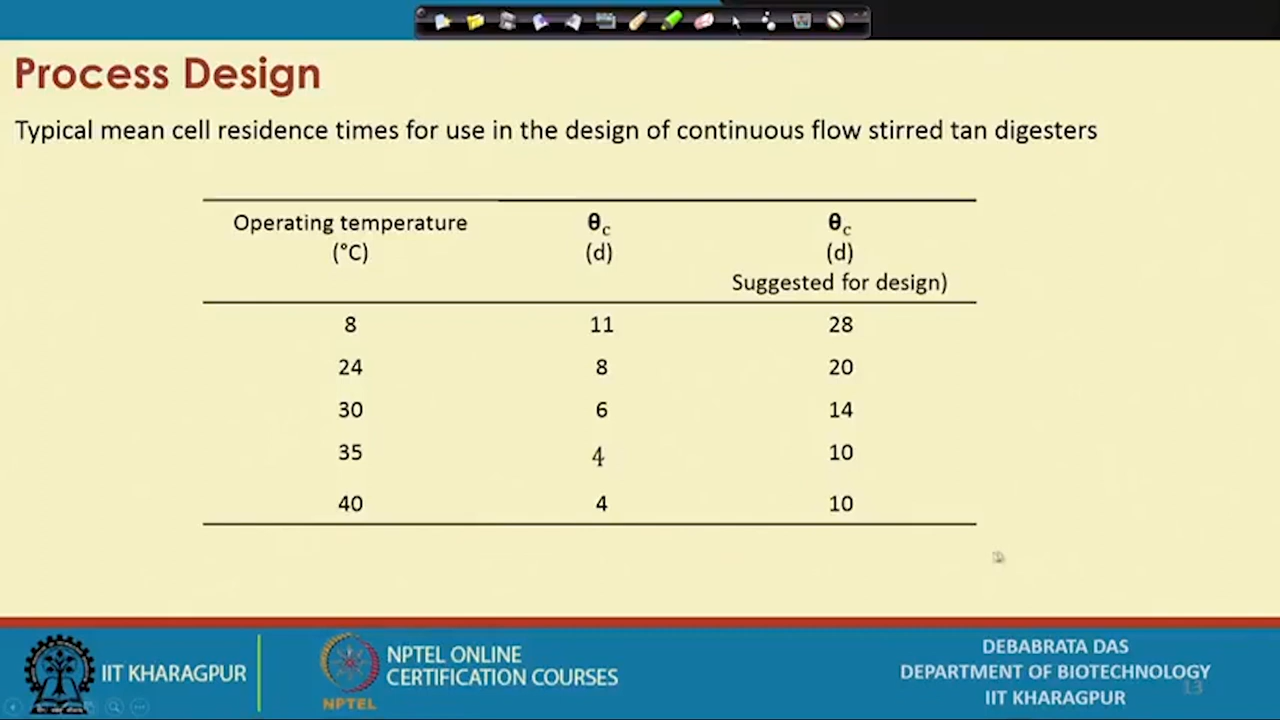 Process Design
Typical mean cell residence times for use in the design of continuous flow stirred tan digesters
Operating temperature (°C) θc (d) θc (d) Suggested for design)
8 11 28
24 8 20
30 6 14
35 4 10
40 4 10
IIT KHARAGPUR
NPTEL
NPTEL ONLINE
CERTIFICATION COURSES
DEBABRATA DAS
DEPARTMENT OF BIOTECHNOLOGY
IIT KHARAGPUR
13